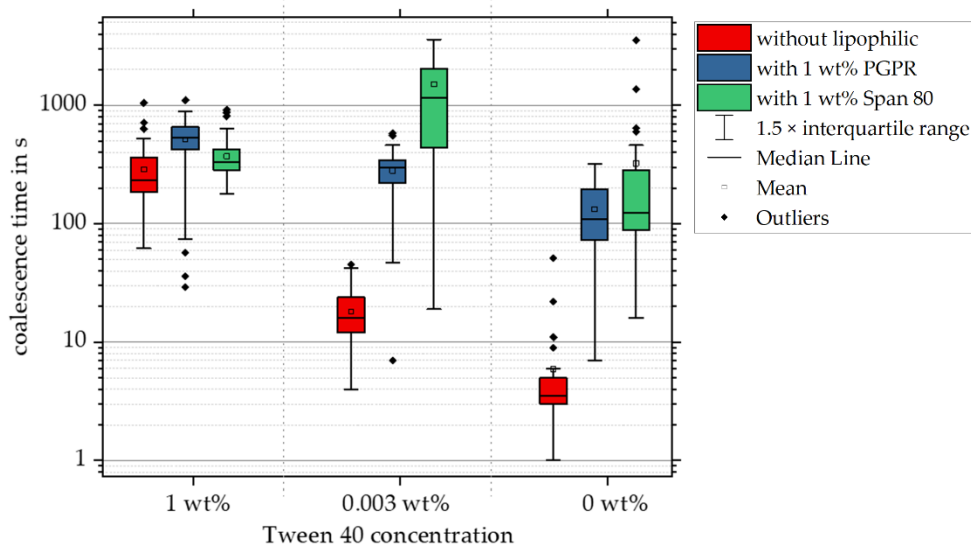 coalescence time in s
1000
100
10
1
1 wt%
0.003 wt%
0 wt%
Tween 40 concentration
without lipophilic
with 1 wt% PGPR
with 1 wt% Span 80
1.5 × interquartile range
Median Line
Mean
Outliers